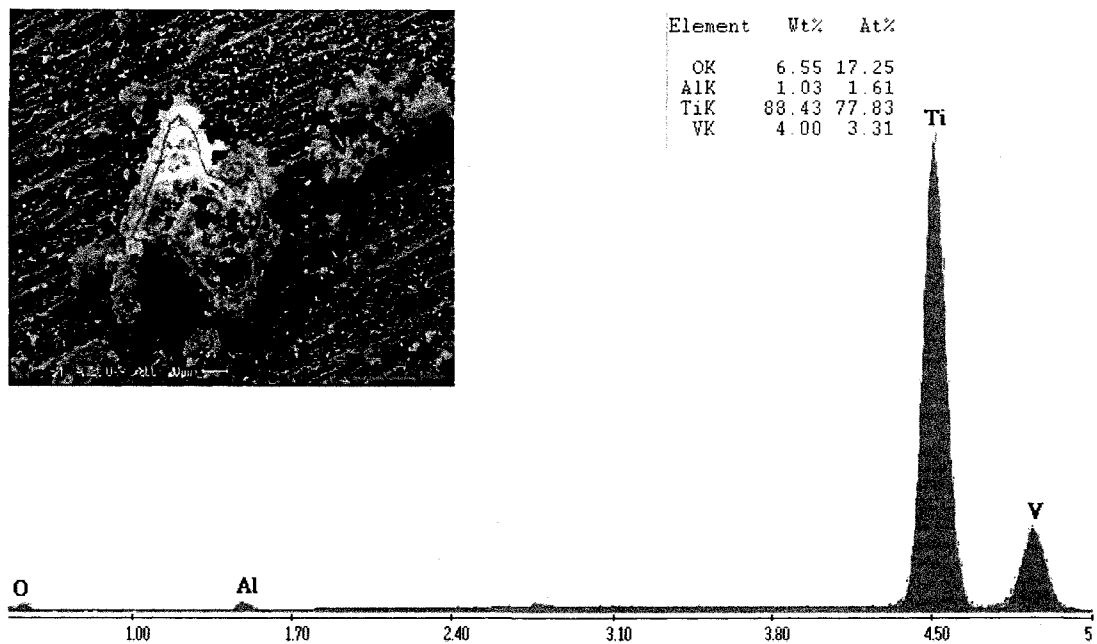 Element Wt% At%
OK 6.55 17.25
AlK 1.03 1.61
TiK 88.43 77.83
VK 4.00 3.31
Ti
V
O
Al
1.00 1.70 2.40 3.10 3.80 4.50 5